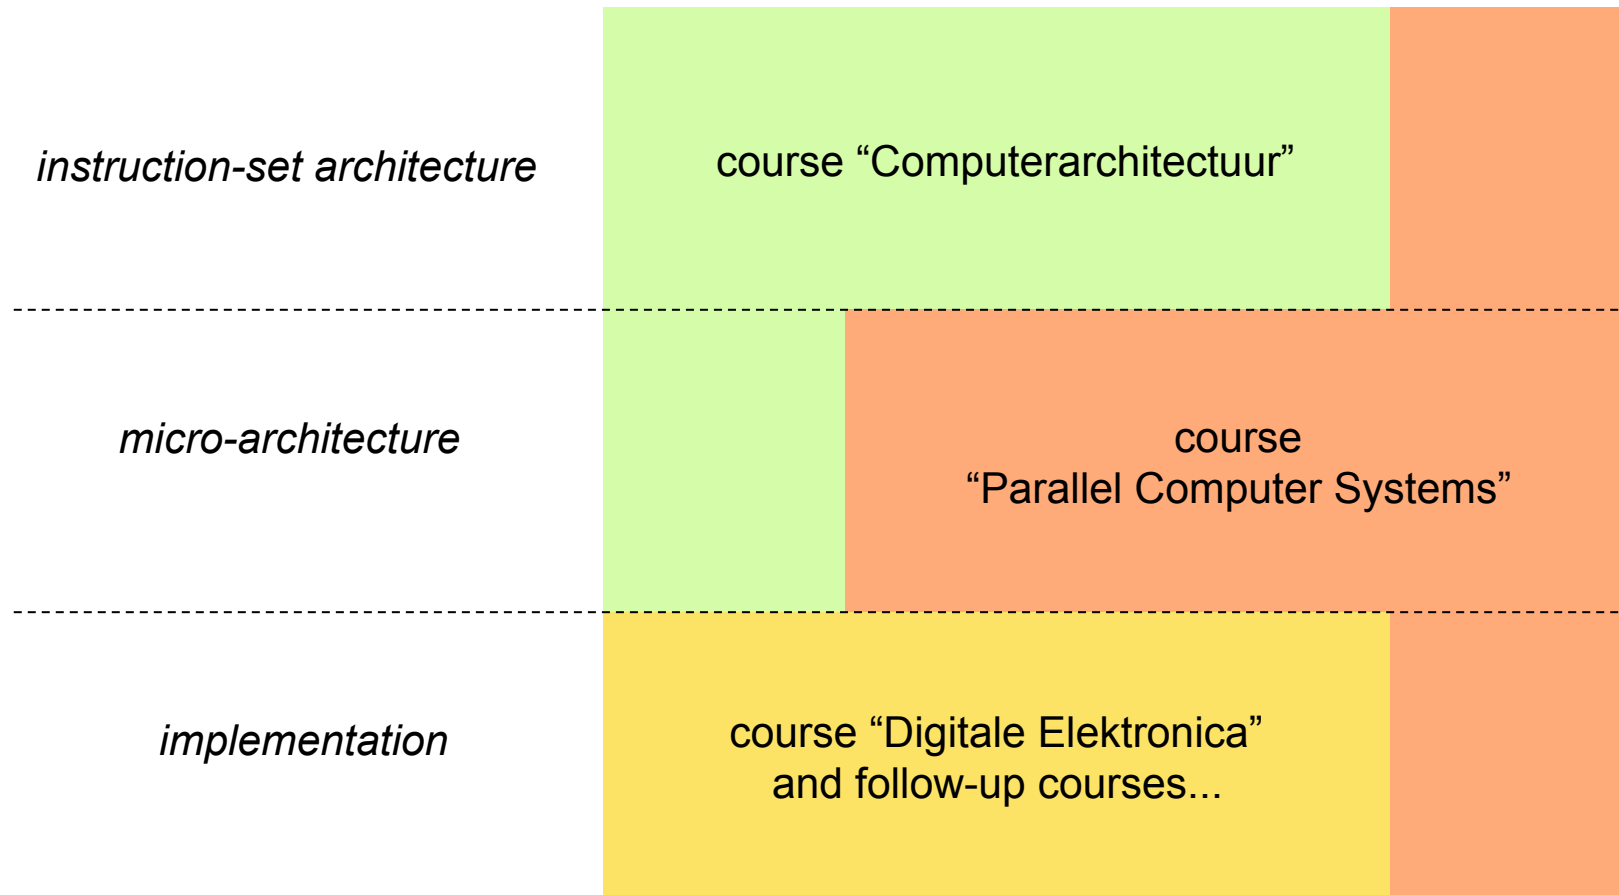 instruction-set architecture
course “Computerarchitectuur”
micro-architecture
course
“Parallel Computer Systems”
implementation
course “Digitale Elektronica”
and follow-up courses...